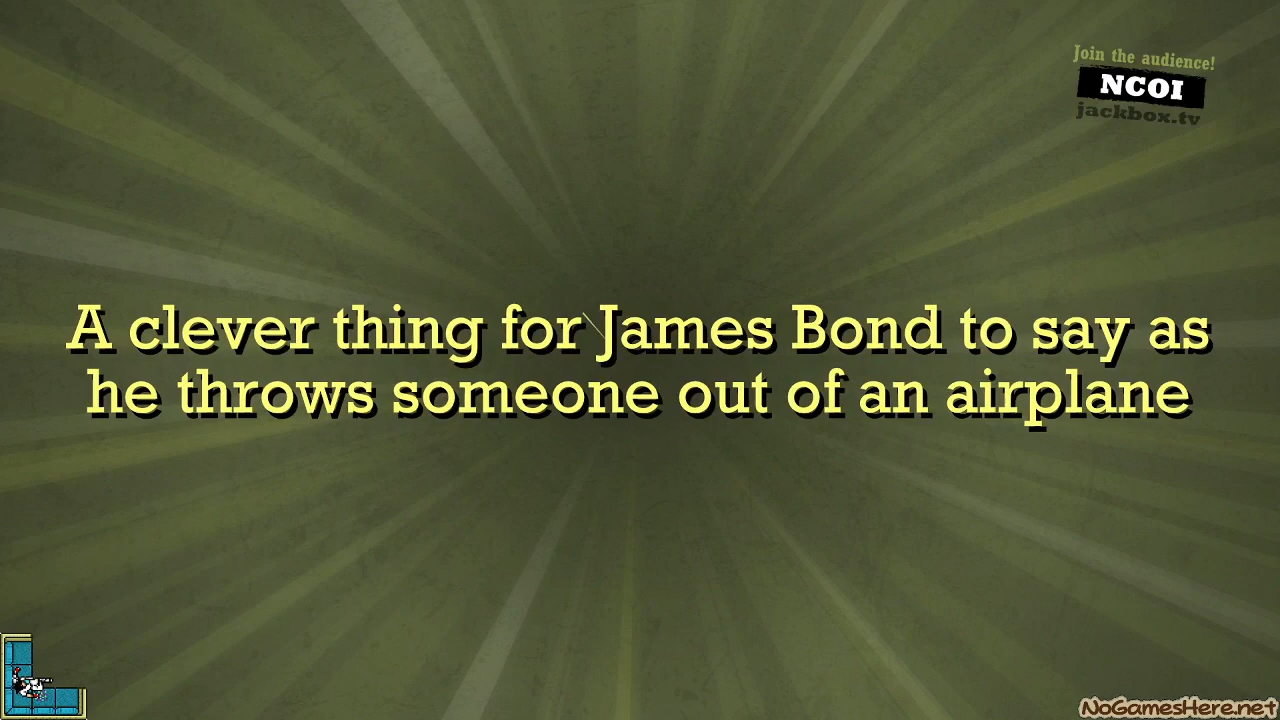 Join the audience!
NCOI
jackbox.tv
A clever thing for James Bond to say as
he throws someone out of an airplane
NoGamesHere.net